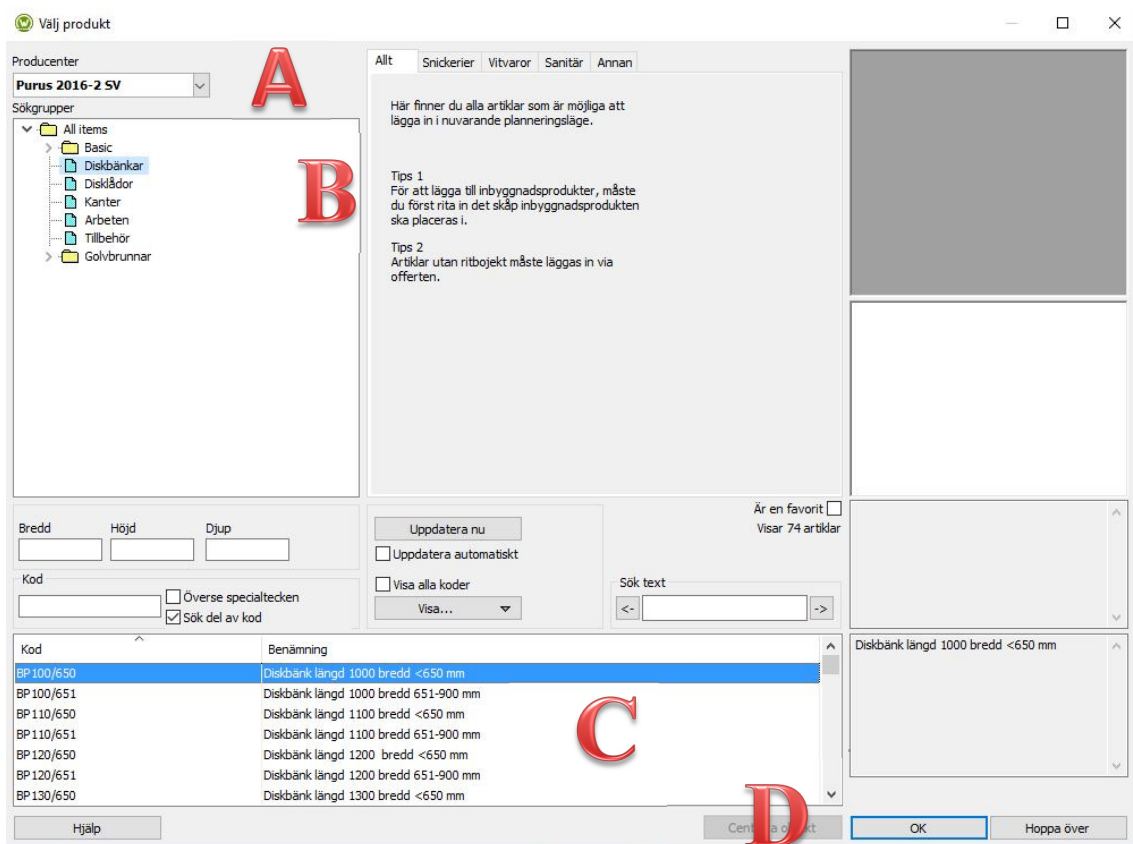 Välj produkt
Producenter
A
Purus 2016-2 SV
Sökgrupper
All items
Basic
Diskbänkar
B
Disklådor
Kanter
Arbeten
Tillbehör
Golvbrunnar
Allt Snickerier Vitvaror Sanitär Annan
Här finner du alla artiklar som är möjliga att
lägga in i nuvarande planneringsläge.
Tips 1
För att lägga till inbyggnadsprodukter, måste
du först rita in det skåp inbyggnadsprodukten
ska placeras i.
Tips 2
Artiklar utan ritbojekt måste läggas in via
offerten.
Bredd Höjd Djup
Kod
Överse specialtecken
Sök del av kod
Uppdatera nu
Uppdatera automatiskt
Visa alla koder
Visa...
Är en favorit
Visar 74 artiklar
Sök text
<- ->
Kod Benämning
BP100/650 Diskbänk längd 1000 bredd <650 mm
BP100/651 Diskbänk längd 1000 bredd 651-900 mm
BP110/650 Diskbänk längd 1100 bredd <650 mm
BP110/651 Diskbänk längd 1100 bredd 651-900 mm
BP120/650 Diskbänk längd 1200 bredd <650 mm
BP120/651 Diskbänk längd 1200 bredd 651-900 mm
BP130/650 Diskbänk längd 1300 bredd <650 mm
C
Diskbänk längd 1000 bredd <650 mm
D
Hjälp OK Hoppa över